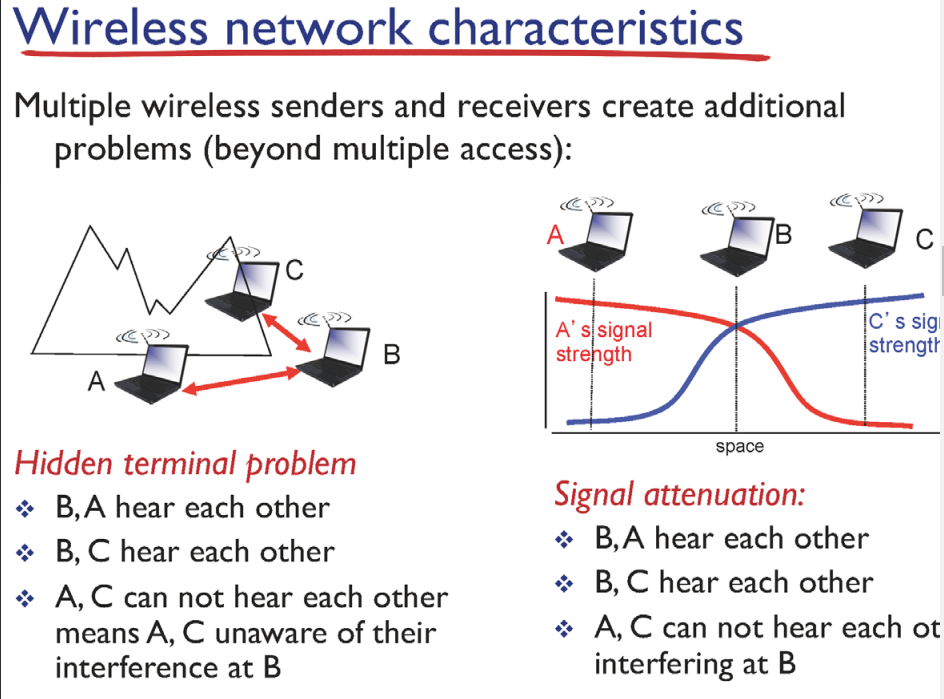 Wireless network characteristics
Multiple wireless senders and receivers create additional
problems (beyond multiple access):
C
B
A
Hidden terminal problem
❖ B, A hear each other
❖ B, C hear each other
❖ A, C can not hear each other
means A, C unaware of their
interference at B
A
B
C
A's signal
strength
C's sig
strength
space
Signal attenuation:
❖ B, A hear each other
❖ B, C hear each other
❖ A, C can not hear each ot
interfering at B